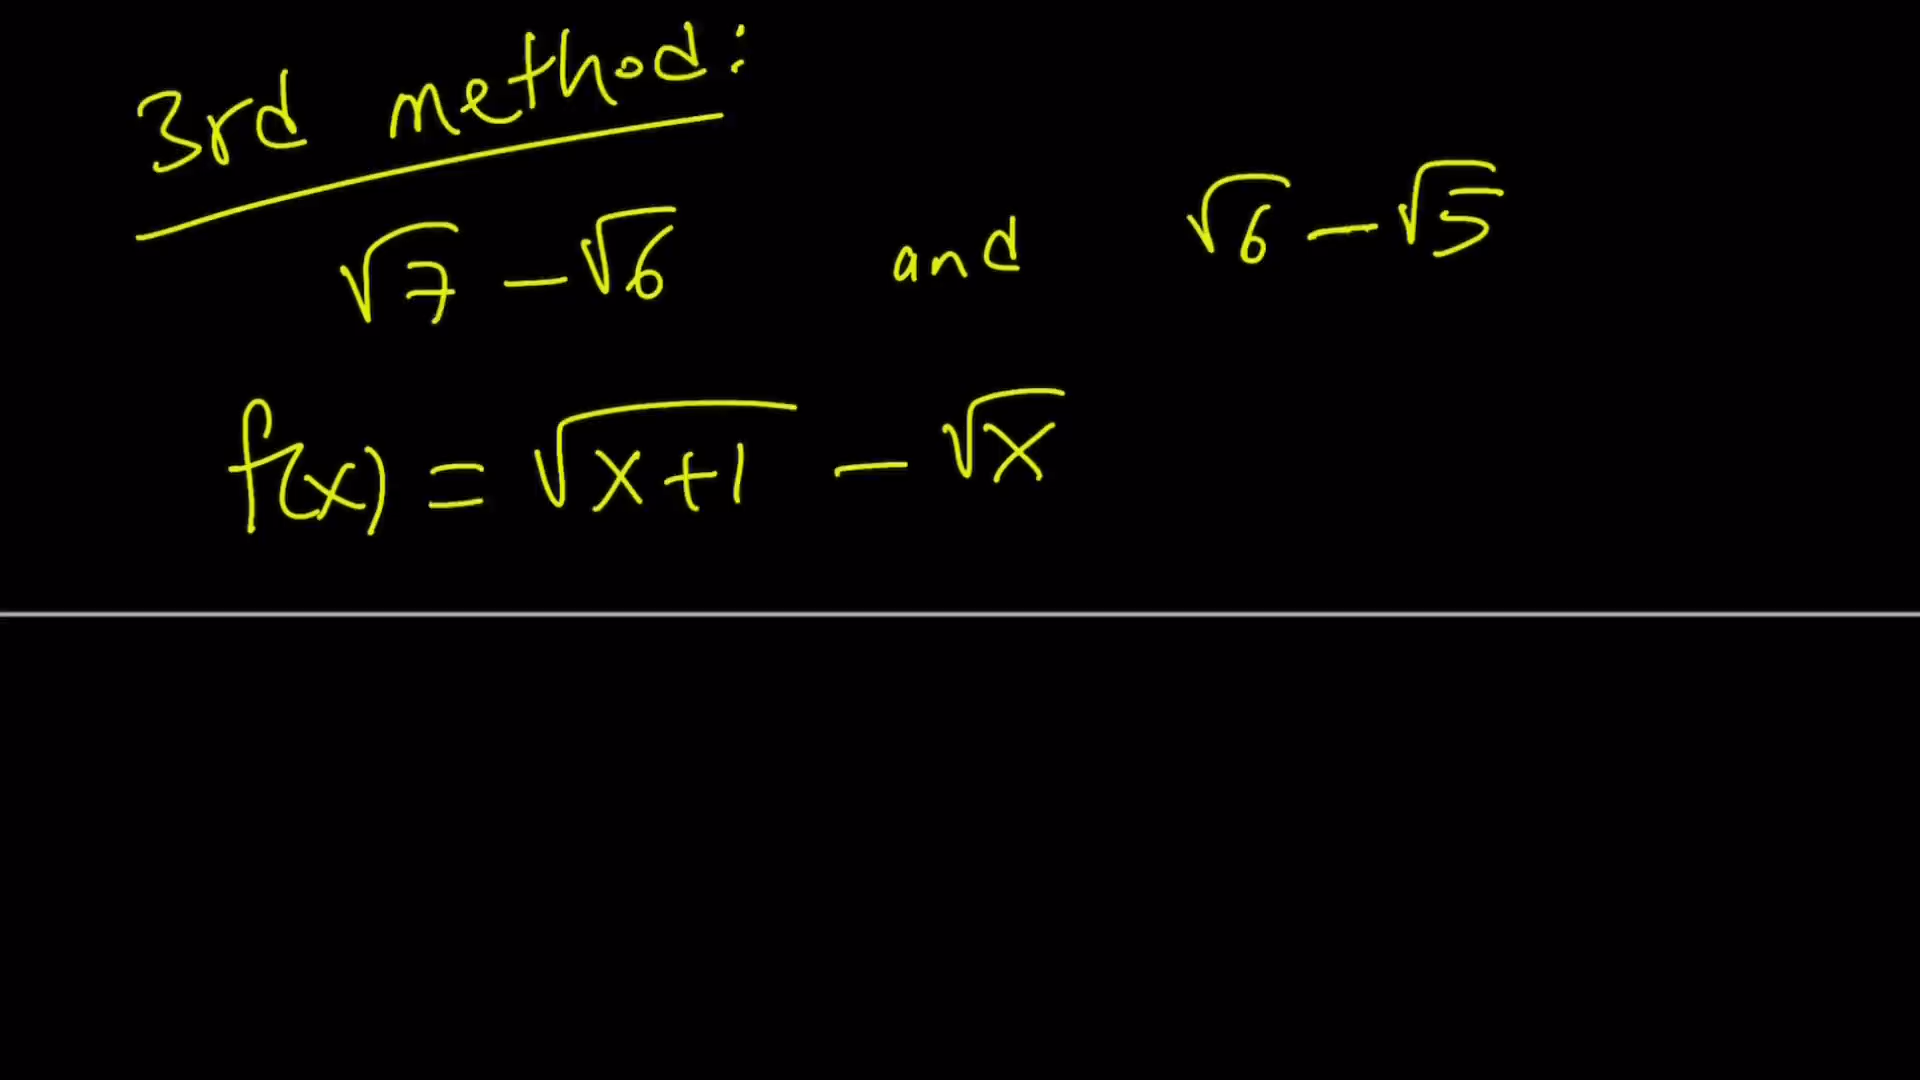 3rd method:
√7 - √6 and √6 - √5
f(x) = √(x+1) - √x